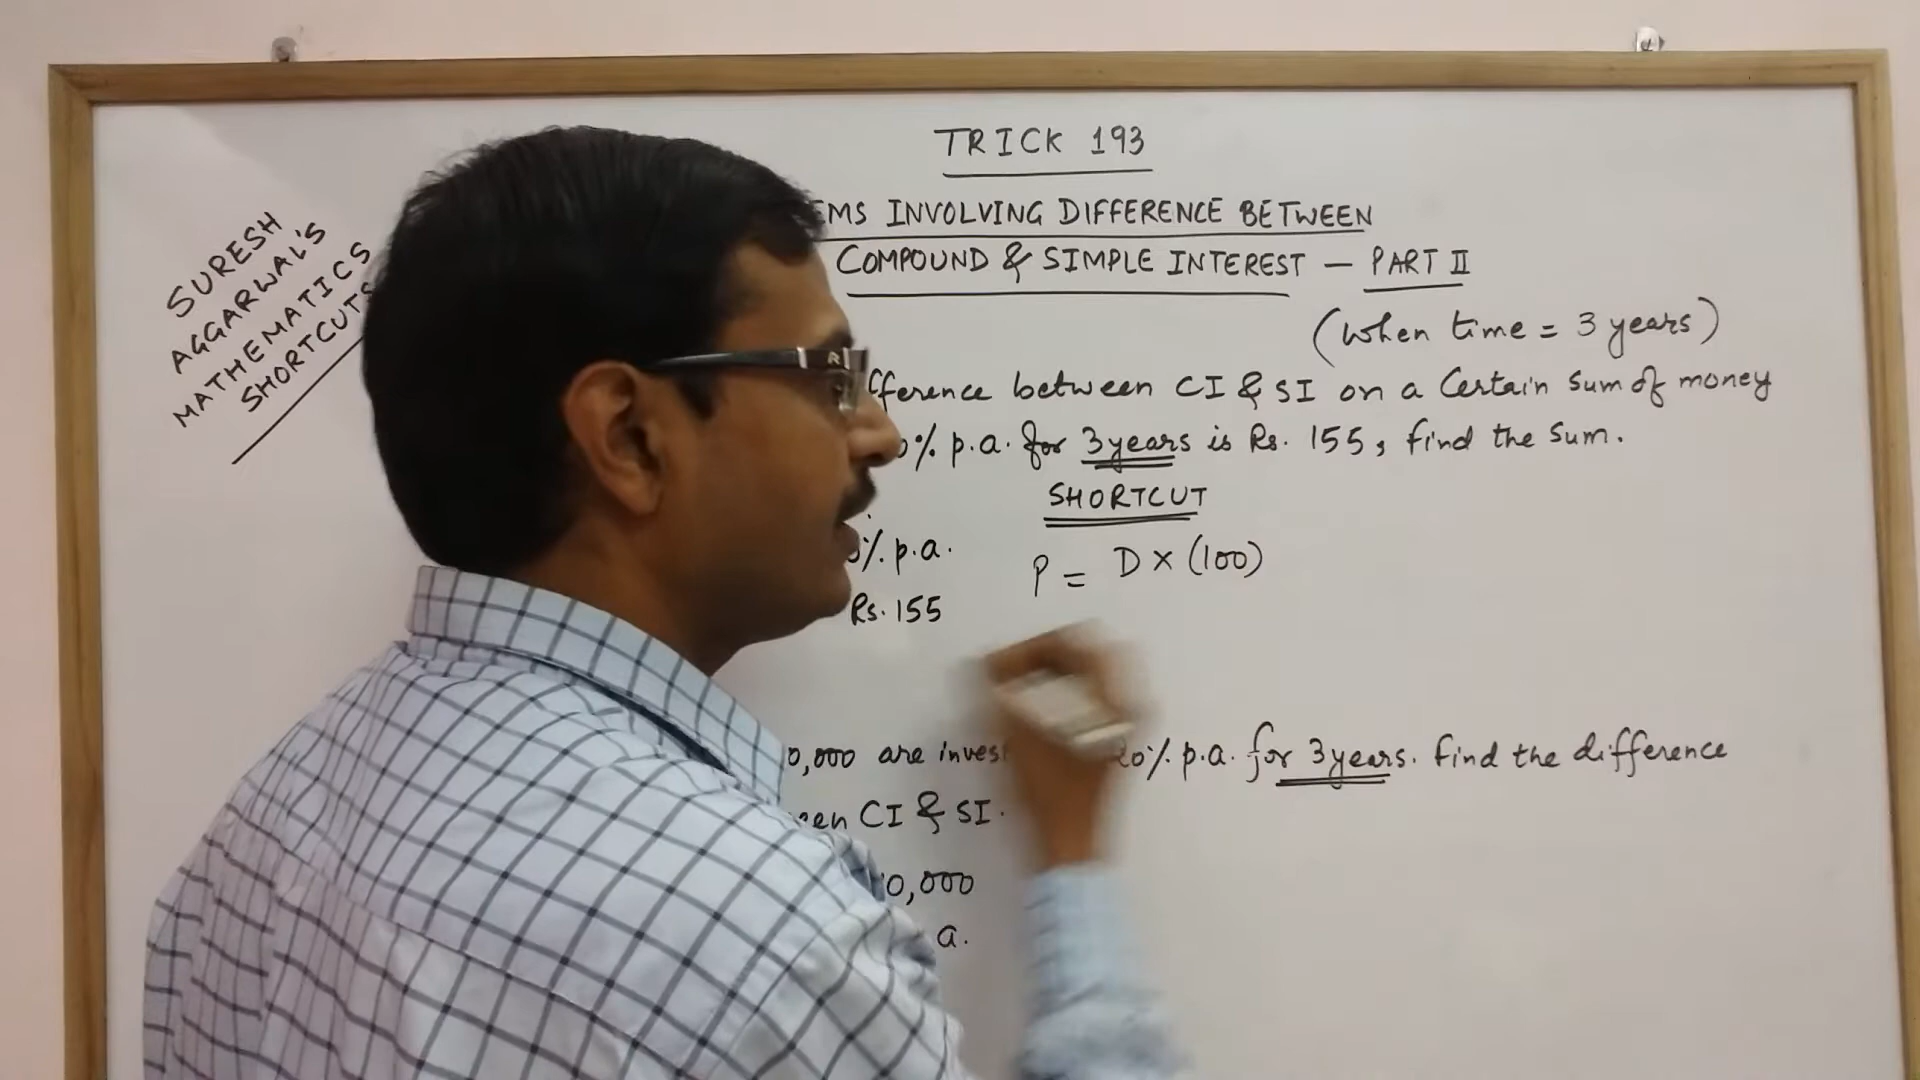 TRICK 193
EMS INVOLVING DIFFERENCE BETWEEN
COMPOUND & SIMPLE INTEREST – PART II
(When time = 3 years)
SURESH
AGGARWAL'S
MATHEMATICS
SHORTCUTS
fference between CI & SI on a Certain Sum of money
0% p.a. for 3 years is Rs. 155, find the Sum.
SHORTCUT
% p.a.
P = D × (100)
Rs. 155
0,000 are inves 20% p.a. for 3 years. Find the difference
een CI & SI.
10,000
a.